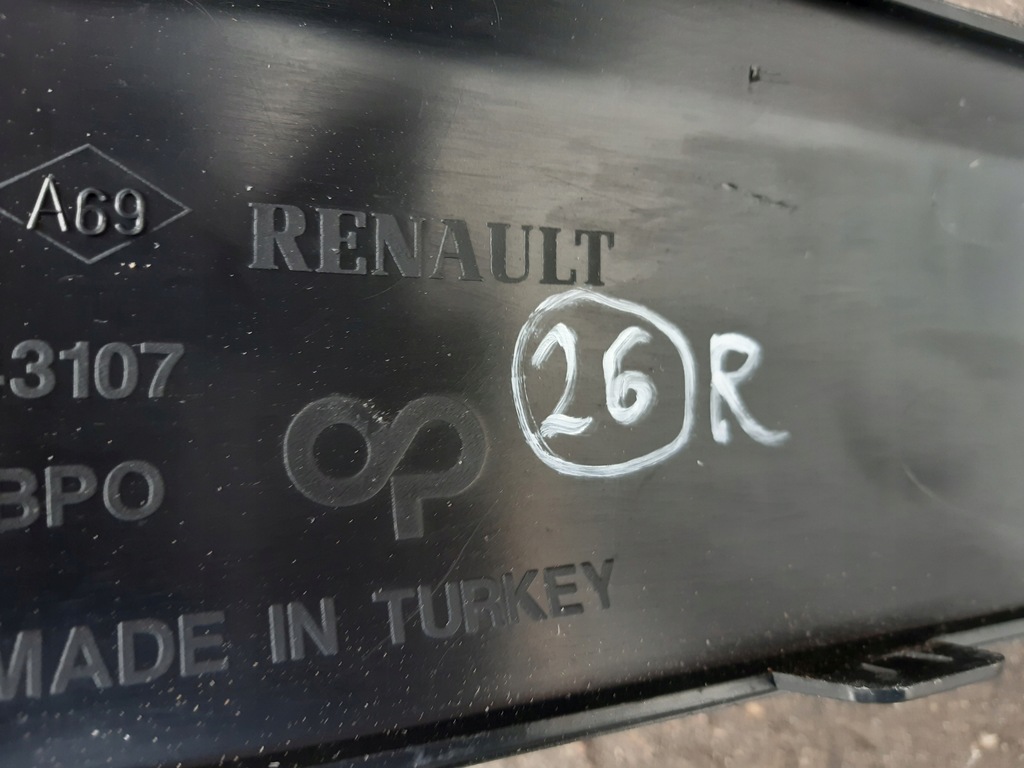 A69
RENAULT
-3107
26 R
BPO
MADE IN TURKEY